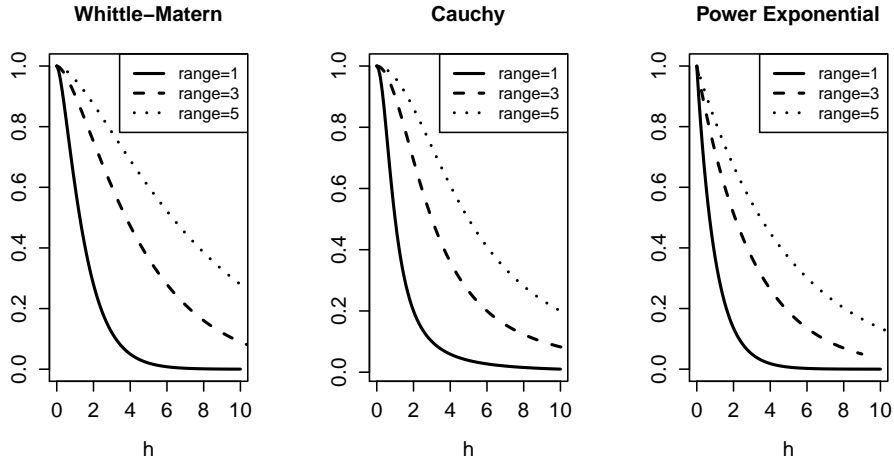 Whittle−Matern
range=1
range=3
range=5
0.0 0.2 0.4 0.6 0.8 1.0
0 2 4 6 8 10
h
Cauchy
range=1
range=3
range=5
0.0 0.2 0.4 0.6 0.8 1.0
0 2 4 6 8 10
h
Power Exponential
range=1
range=3
range=5
0.0 0.2 0.4 0.6 0.8 1.0
0 2 4 6 8 10
h